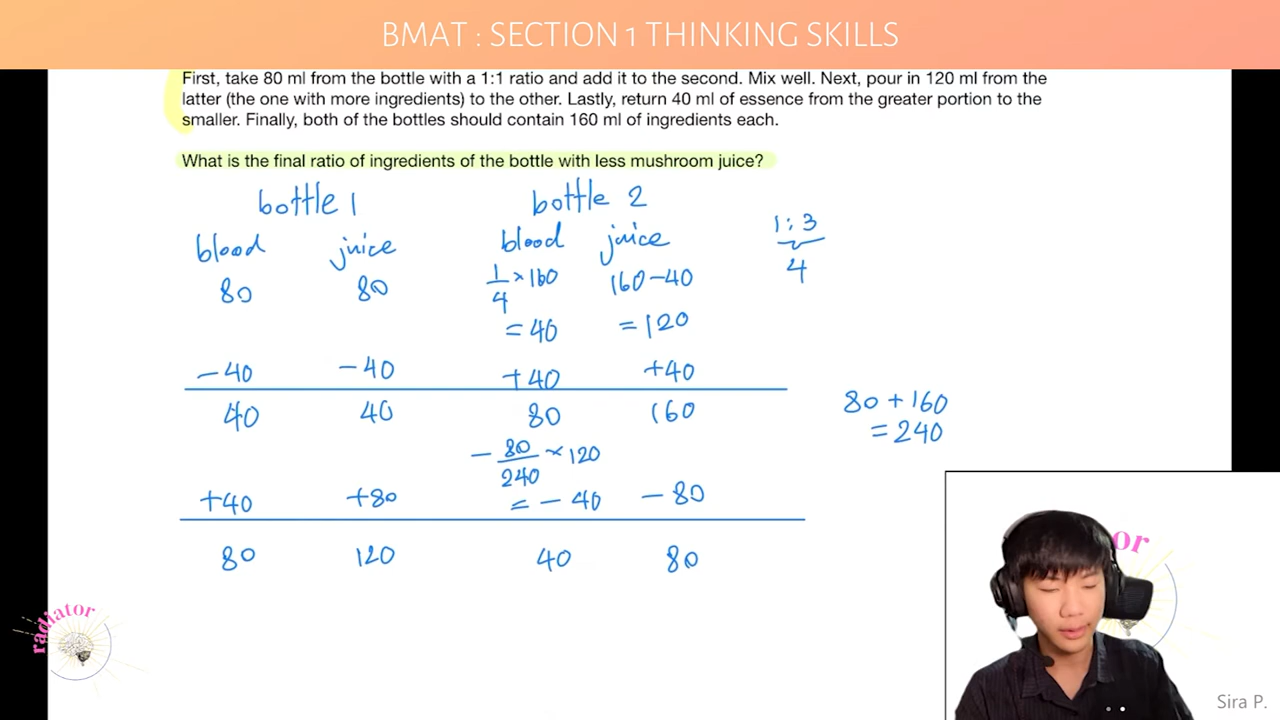 BMAT : SECTION 1 THINKING SKILLS
First, take 80 ml from the bottle with a 1:1 ratio and add it to the second. Mix well. Next, pour in 120 ml from the
latter (the one with more ingredients) to the other. Lastly, return 40 ml of essence from the greater portion to the
smaller. Finally, both of the bottles should contain 160 ml of ingredients each.
What is the final ratio of ingredients of the bottle with less mushroom juice?
bottle 1 bottle 2
blood juice blood juice 1:3
4
80 80 1/4 × 160 160-40
= 40 = 120
-40 -40 +40 +40
40 40 80 160 80 + 160
= 240
- 80/240 × 120
+40 +80 = - 40 - 80
80 120 40 80
radiator
tor
Sira P.